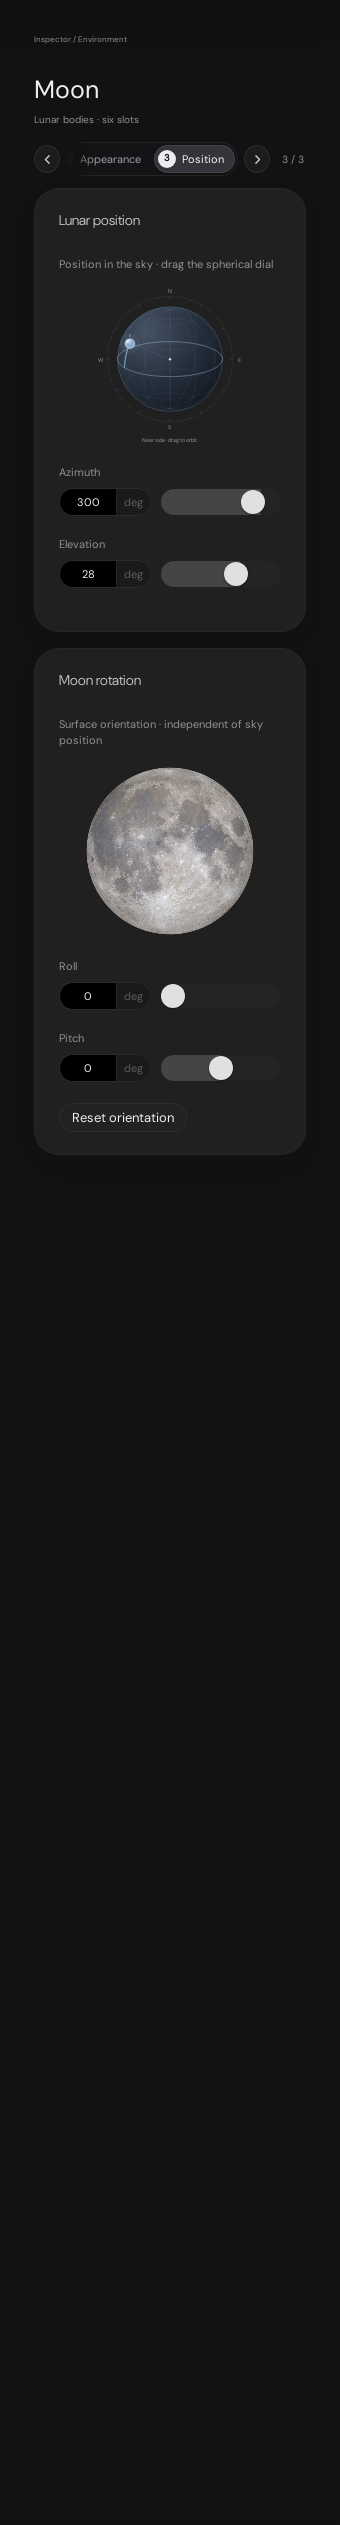 Inspector / Environment
Moon
Lunar bodies · six slots
Appearance
3 Position
3 / 3
Lunar position
Position in the sky · drag the spherical dial
N
W
E
S
Near side · drag to orbit
Azimuth
300 deg
Elevation
28 deg
Moon rotation
Surface orientation · independent of sky
position
Roll
0 deg
Pitch
0 deg
Reset orientation